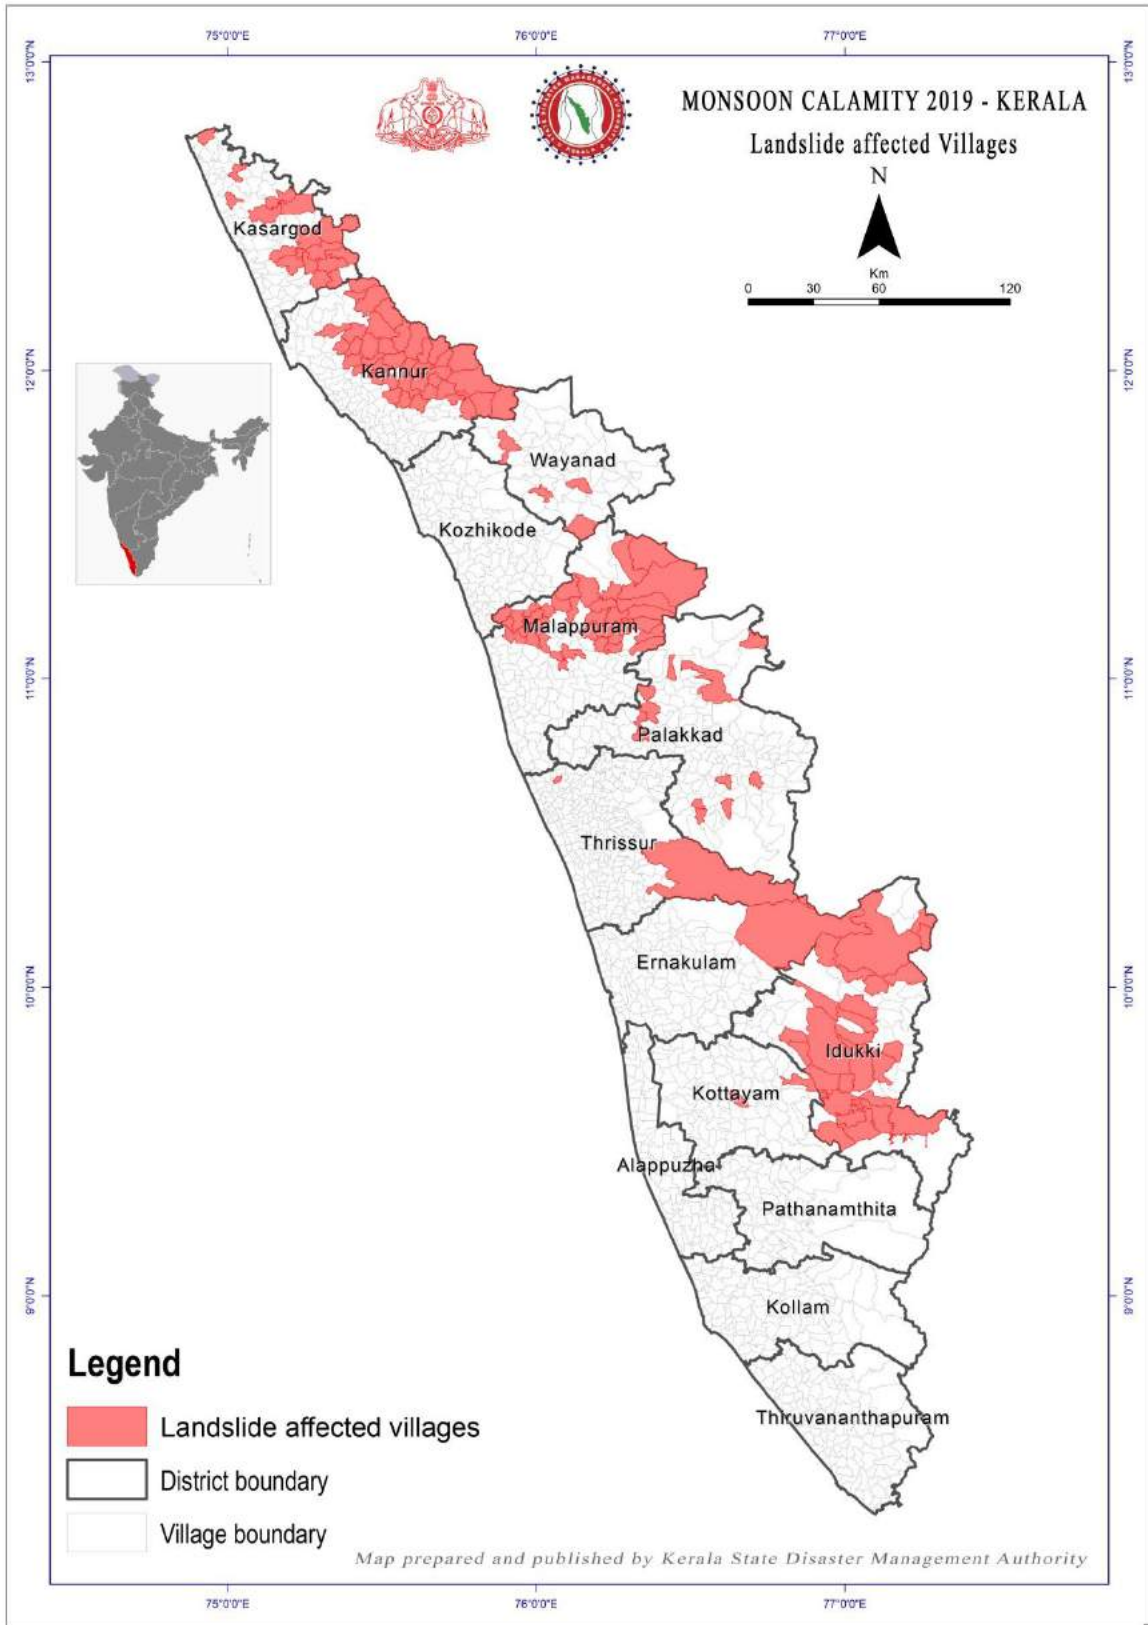 75°0'0"E 76°0'0"E 77°0'0"E
13°0'0"N 13°0'0"N
MONSOON CALAMITY 2019 - KERALA
Landslide affected Villages
N
Km
0 30 60 120
Kasargod
12°0'0"N 12°0'0"N
Kannur
Wayanad
Kozhikode
Malappuram
11°0'0"N 11°0'0"N
Palakkad
Thrissur
Ernakulam
10°0'0"N 10°0'0"N
Idukki
Kottayam
Alappuzha
Pathanamthita
9°0'0"N 9°0'0"N
Kollam
Thiruvananthapuram
Legend
Landslide affected villages
District boundary
Village boundary
Map prepared and published by Kerala State Disaster Management Authority
75°0'0"E 76°0'0"E 77°0'0"E